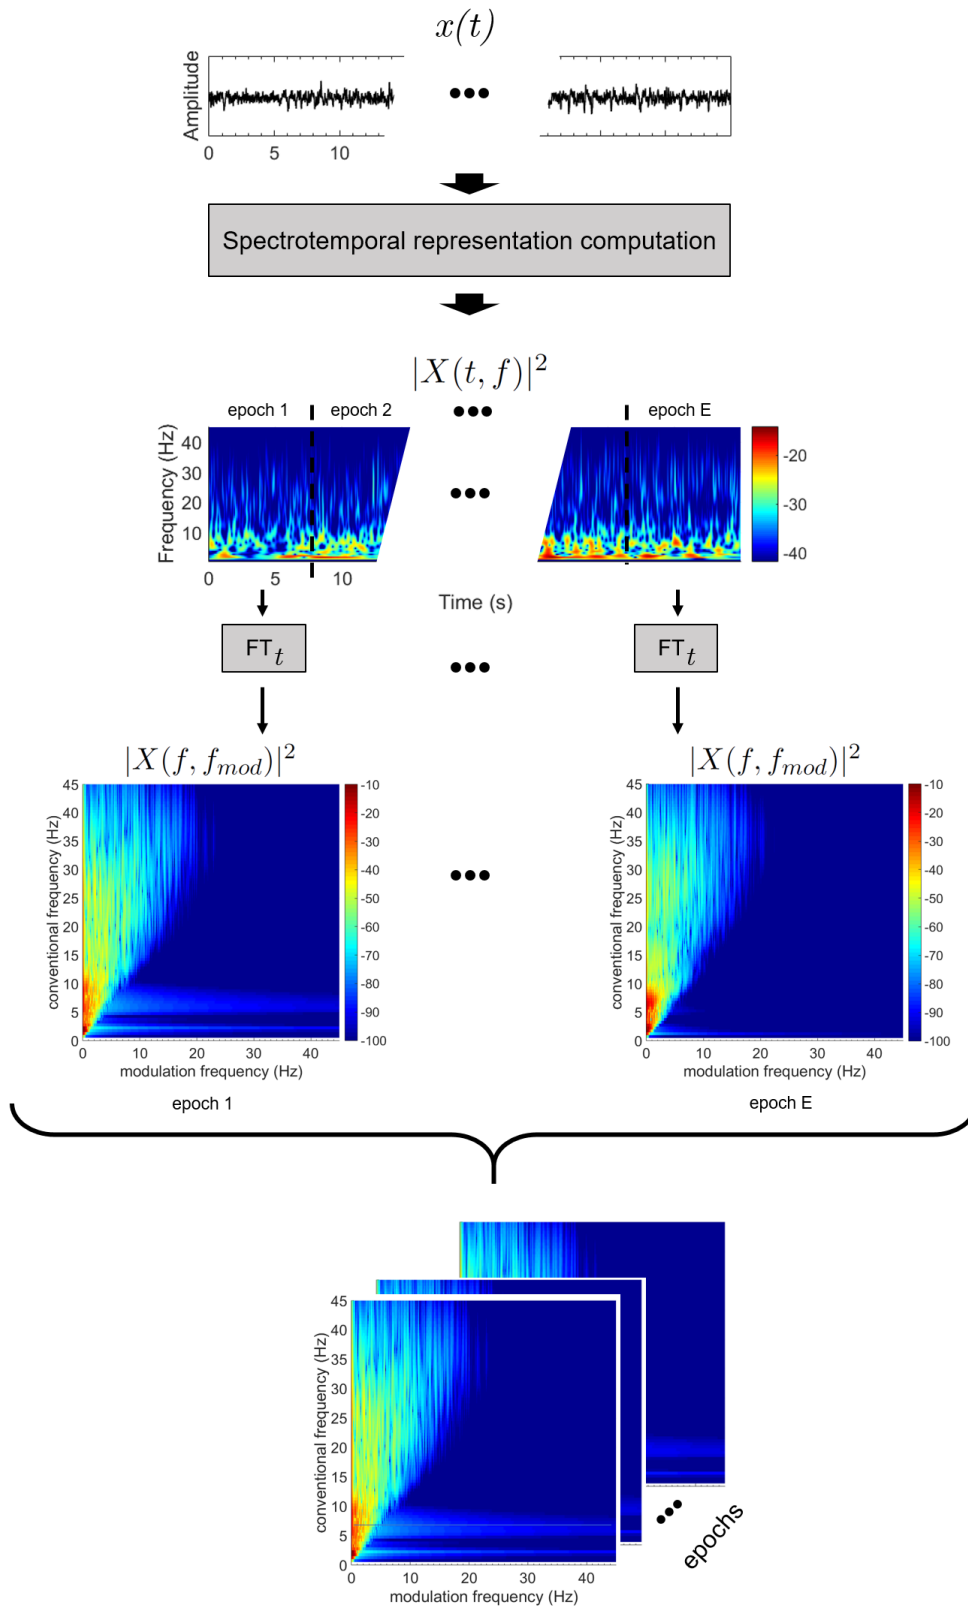 x(t)
Amplitude
0 5 10
Spectrotemporal representation computation
|X(t, f)|²
epoch 1 epoch 2 epoch E
Frequency (Hz)
40
30
20
10
0 5 10
-20
-30
-40
Time (s)
FT_t FT_t
|X(f, f_mod)|² |X(f, f_mod)|²
conventional frequency (Hz)
45
40
35
30
25
20
15
10
5
0
0 10 20 30 40
modulation frequency (Hz)
-10
-20
-30
-40
-50
-60
-70
-80
-90
-100
epoch 1
conventional frequency (Hz)
45
40
35
30
25
20
15
10
5
0
0 10 20 30 40
modulation frequency (Hz)
-10
-20
-30
-40
-50
-60
-70
-80
-90
-100
epoch E
conventional frequency (Hz)
45
40
35
30
25
20
15
10
5
0
0 10 20 30 40
modulation frequency (Hz)
epochs